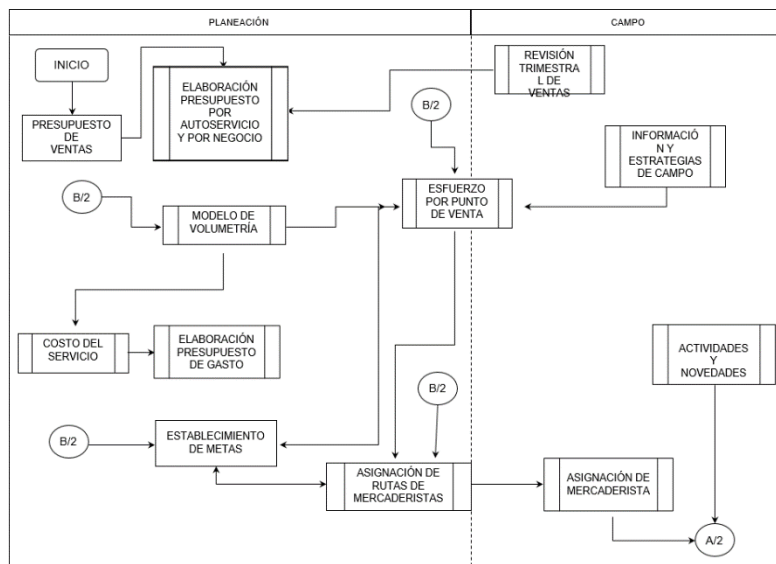 PLANEACIÓN
CAMPO
INICIO
ELABORACIÓN
PRESUPUESTO
POR
AUTOSERVICIO
Y POR NEGOCIO
REVISIÓN
TRIMESTRA
L DE
VENTAS
B/2
PRESUPUESTO
DE
VENTAS
INFORMACIÓ
N Y
ESTRATEGIAS
DE CAMPO
B/2
MODELO DE
VOLUMETRÍA
ESFUERZO
POR PUNTO
DE VENTA
COSTO DEL
SERVICIO
ELABORACIÓN
PRESUPUESTO
DE GASTO
ACTIVIDADES
Y
NOVEDADES
B/2
B/2
ESTABLECIMIENTO
DE METAS
ASIGNACIÓN DE
RUTAS DE
MERCADERISTAS
ASIGNACIÓN DE
MERCADERISTA
A/2